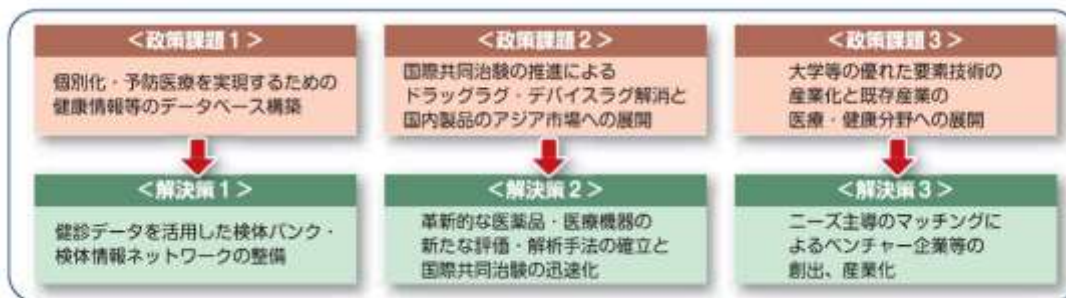 ＜政策課題１＞
個別化・予防医療を実現するための
健康情報等のデータベース構築
＜解決策１＞
健診データを活用した検体バンク・
検体情報ネットワークの整備
＜政策課題２＞
国際共同治験の推進による
ドラッグラグ・デバイスラグ解消と
国内製品のアジア市場への展開
＜解決策２＞
革新的な医薬品・医療機器の
新たな評価・解析手法の確立と
国際共同治験の迅速化
＜政策課題３＞
大学等の優れた要素技術の
産業化と既存産業の
医療・健康分野への展開
＜解決策３＞
ニーズ主導のマッチングに
よるベンチャー企業等の
創出、産業化